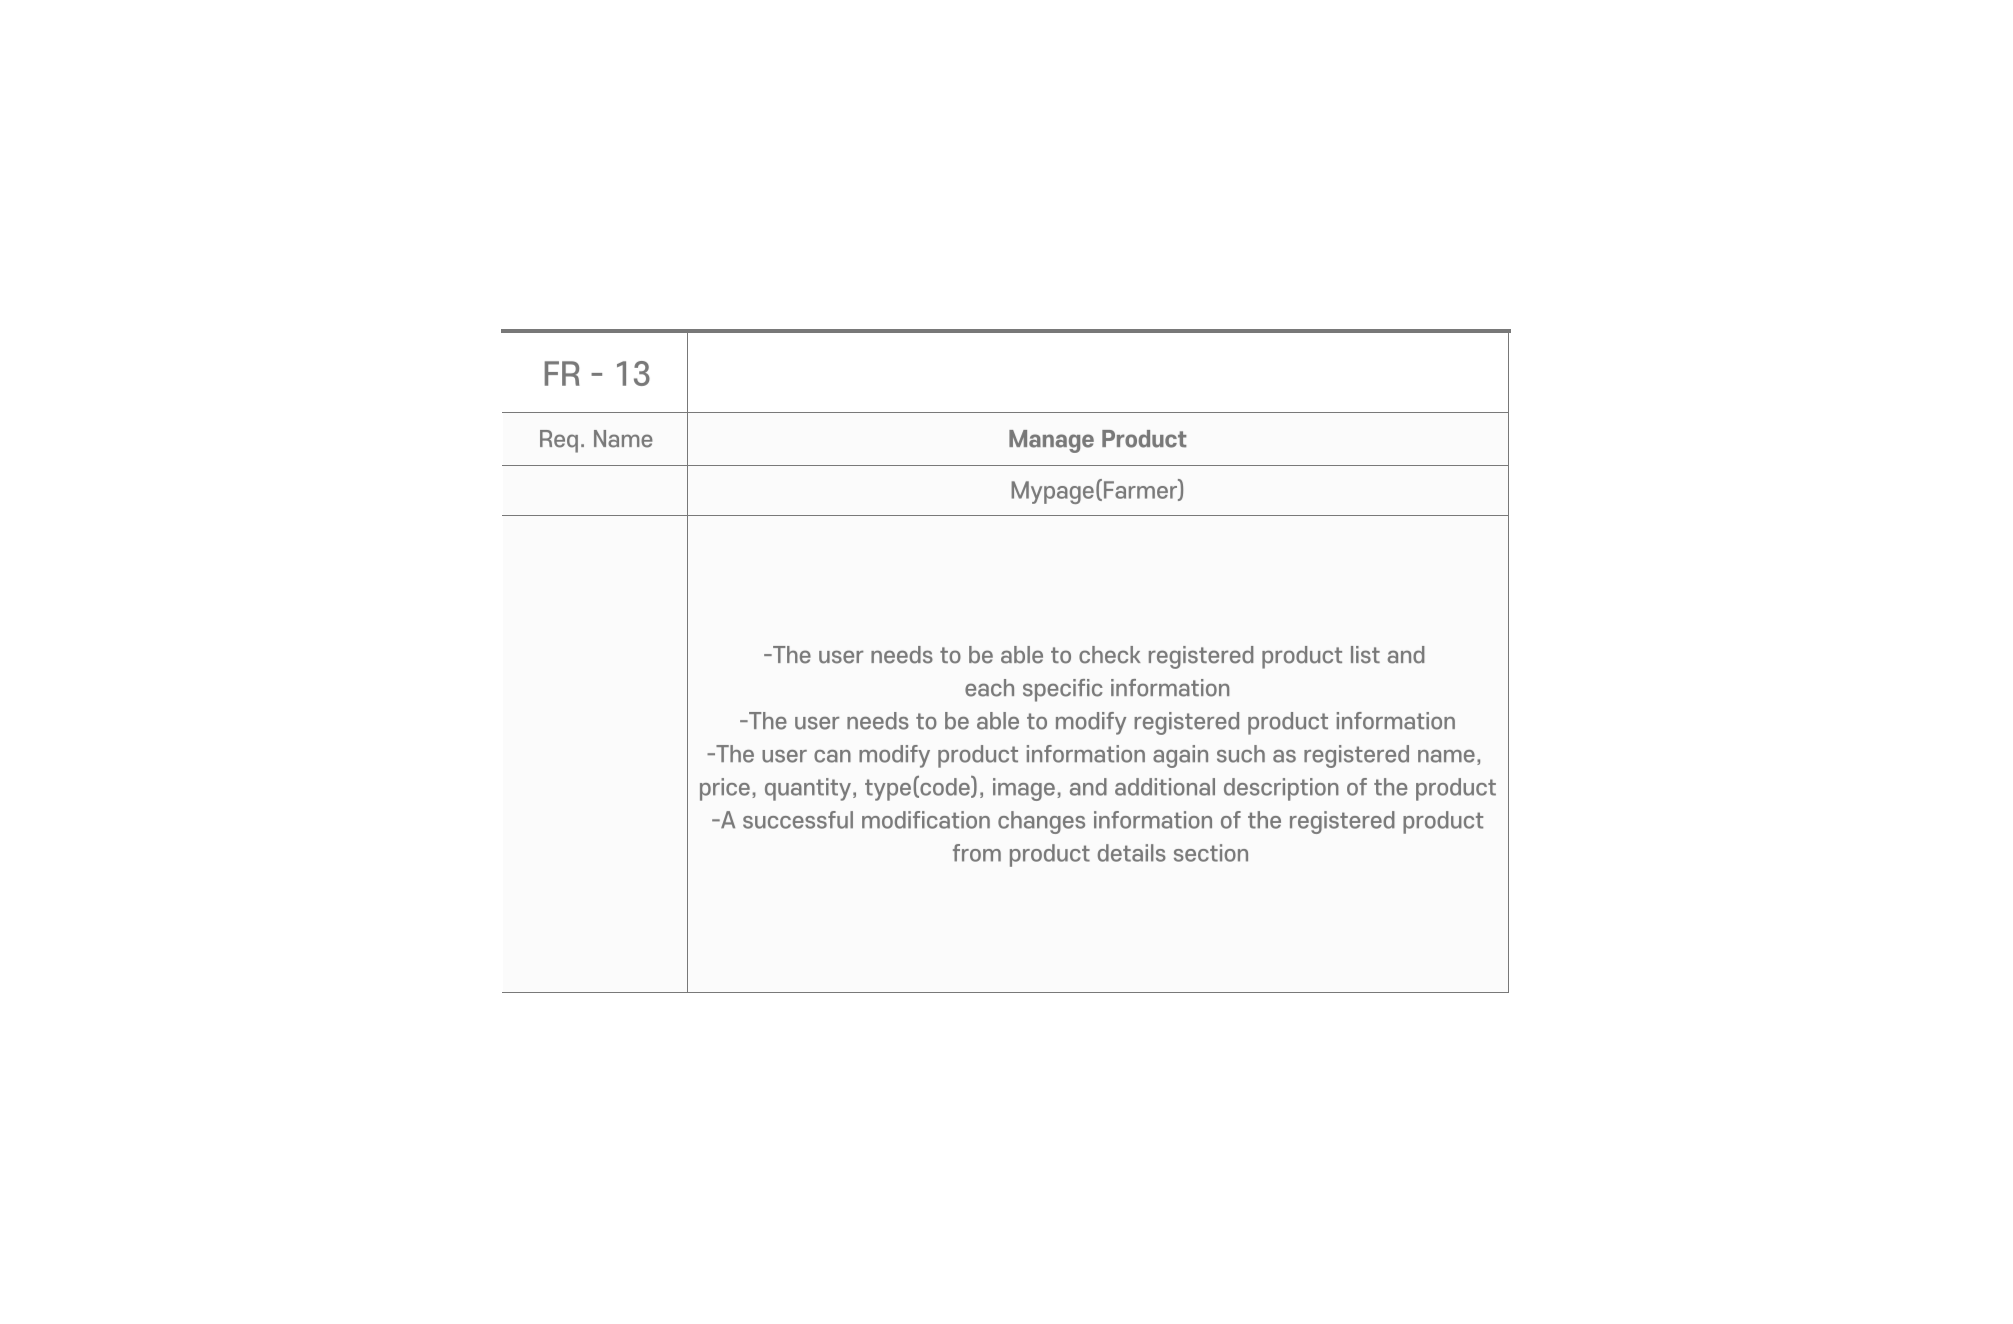 FR - 13
Req. Name
Manage Product
Mypage(Farmer)
-The user needs to be able to check registered product list and
each specific information
-The user needs to be able to modify registered product information
-The user can modify product information again such as registered name,
price, quantity, type(code), image, and additional description of the product
-A successful modification changes information of the registered product
from product details section